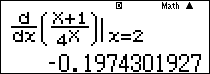 D Math ▲
d/dx((x+1)/4^x)|x=2
-0.1974301927